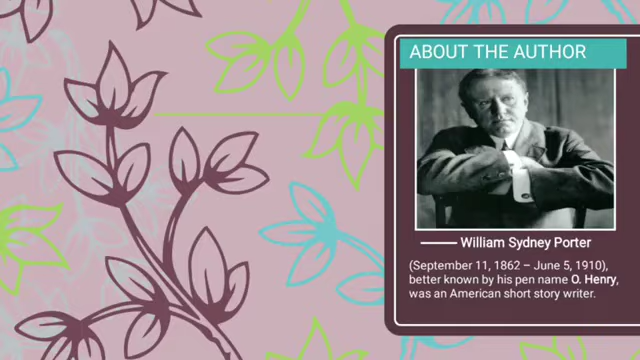 ABOUT THE AUTHOR
William Sydney Porter
(September 11, 1862 – June 5, 1910),
better known by his pen name O. Henry,
was an American short story writer.